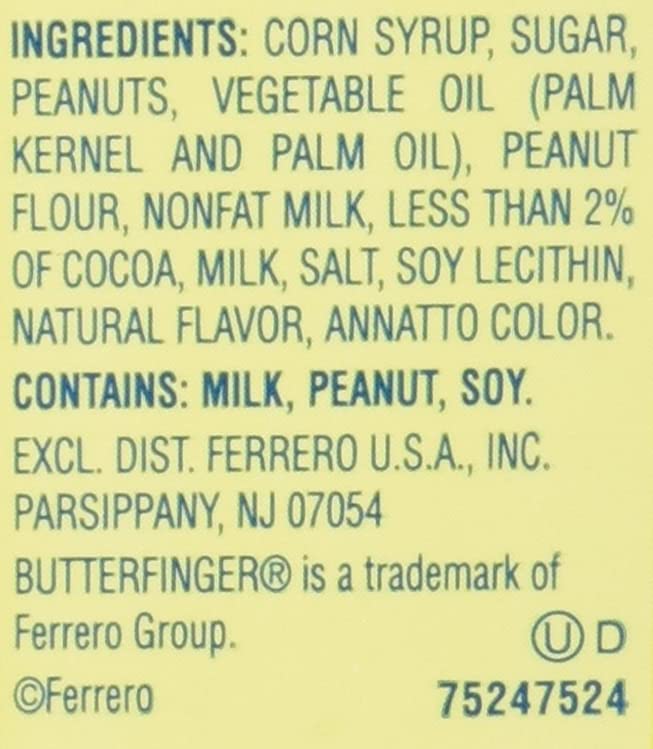 INGREDIENTS: CORN SYRUP, SUGAR,
PEANUTS, VEGETABLE OIL (PALM
KERNEL AND PALM OIL), PEANUT
FLOUR, NONFAT MILK, LESS THAN 2%
OF COCOA, MILK, SALT, SOY LECITHIN,
NATURAL FLAVOR, ANNATTO COLOR.
CONTAINS: MILK, PEANUT, SOY.
EXCL. DIST. FERRERO U.S.A., INC.
PARSIPPANY, NJ 07054
BUTTERFINGER® is a trademark of
Ferrero Group.
Ⓤ D
©Ferrero
75247524